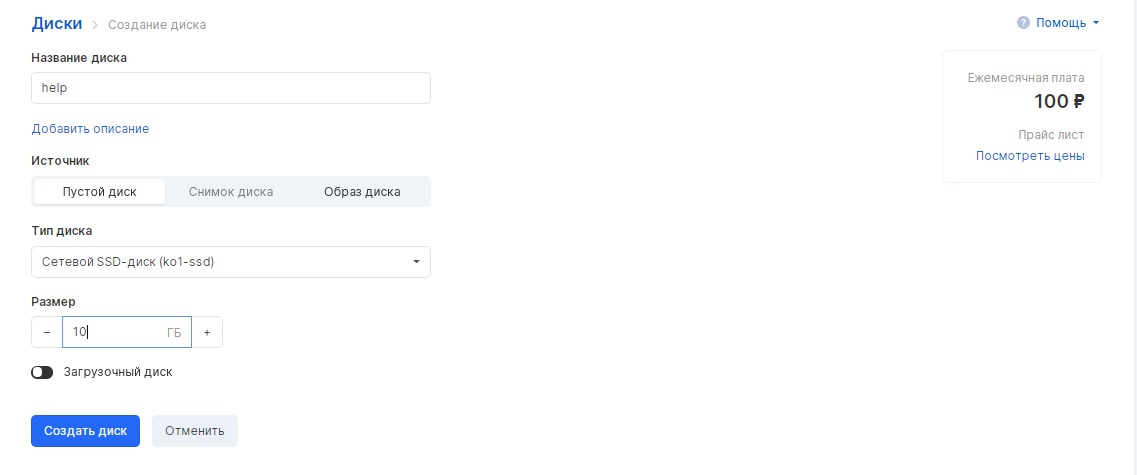 Диски > Создание диска
? Помощь
Название диска
help
Добавить описание
Источник
Пустой диск Снимок диска Образ диска
Тип диска
Сетевой SSD-диск (ko1-ssd)
Размер
− 10 ГБ +
Загрузочный диск
Создать диск Отменить
Ежемесячная плата
100 ₽
Прайс лист
Посмотреть цены